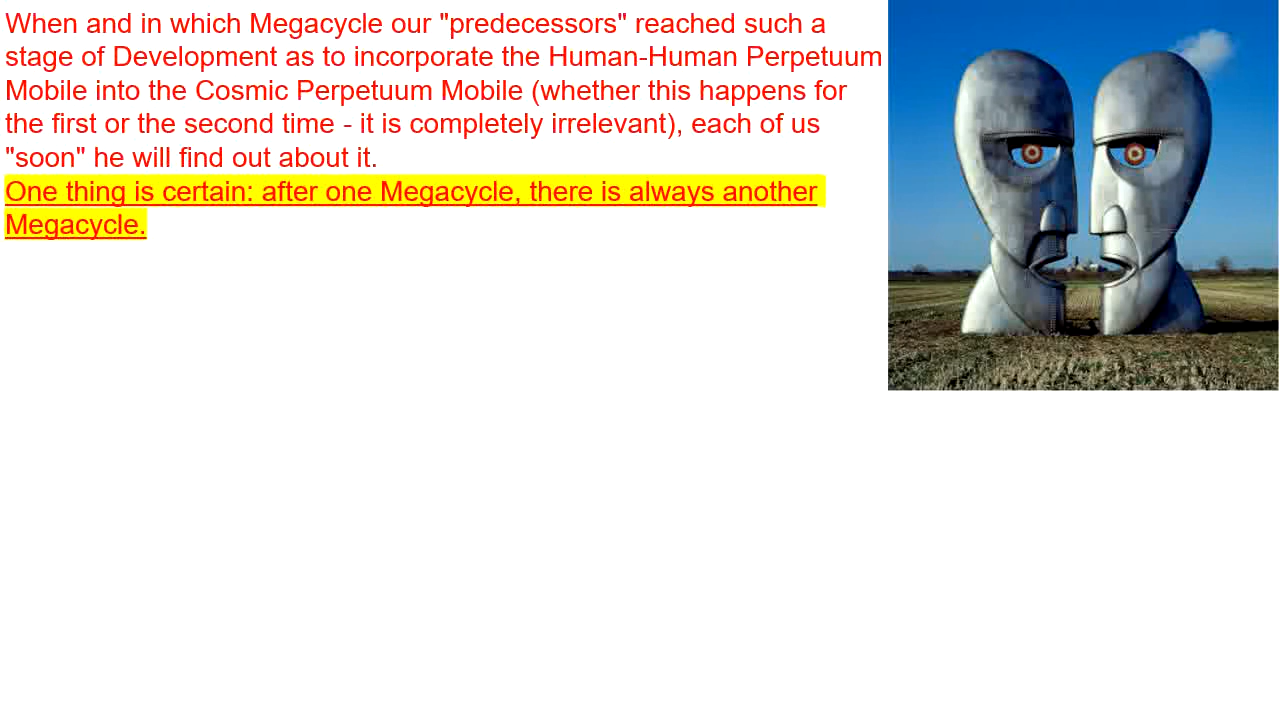 When and in which Megacycle our "predecessors" reached such a
stage of Development as to incorporate the Human-Human Perpetuum
Mobile into the Cosmic Perpetuum Mobile (whether this happens for
the first or the second time - it is completely irrelevant), each of us
"soon" he will find out about it.
One thing is certain: after one Megacycle, there is always another
Megacycle.